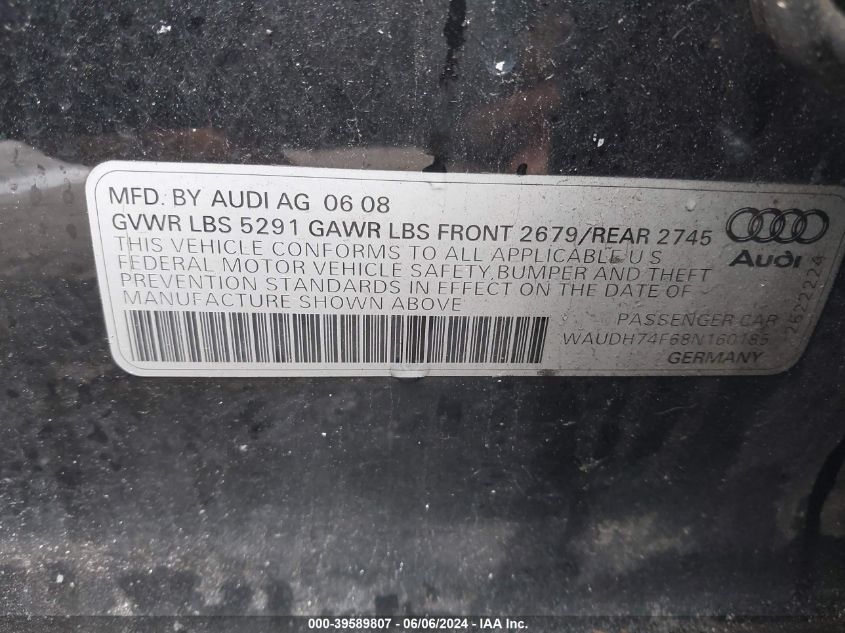 MFD. BY AUDI AG 06 08
GVWR LBS 5291 GAWR LBS FRONT 2679/REAR 2745
THIS VEHICLE CONFORMS TO ALL APPLICABLE U S
FEDERAL MOTOR VEHICLE SAFETY, BUMPER AND THEFT
PREVENTION STANDARDS IN EFFECT ON THE DATE OF
MANUFACTURE SHOWN ABOVE
Audi
2522224
PASSENGER CAR
WAUDH74F68N160185
GERMANY
000-39589807 - 06/06/2024 - IAA Inc.